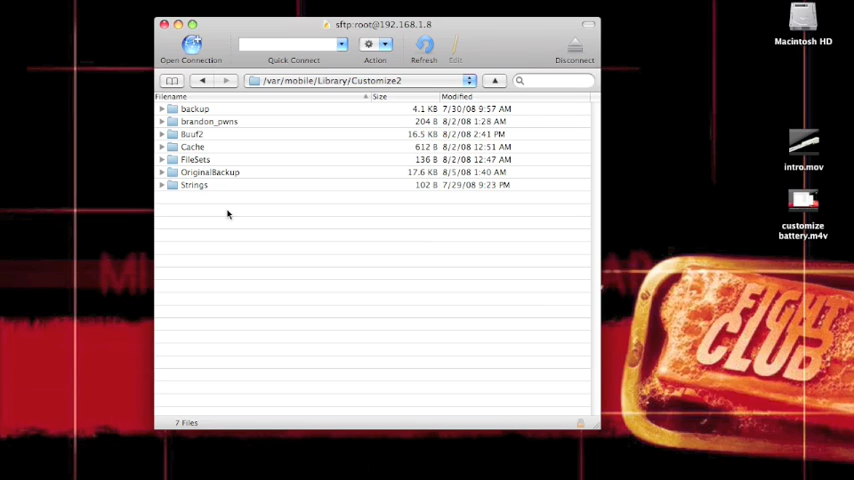 sftp:root@192.168.1.8
Open Connection
Quick Connect
Action
Refresh
Edit
Disconnect
/var/mobile/Library/Customize2
Filename Size Modified
backup 4.1 KB 7/30/08 9:57 AM
brandon_pwns 204 B 8/2/08 1:28 AM
Buuf2 16.5 KB 8/2/08 2:41 PM
Cache 612 B 8/2/08 12:51 AM
FileSets 136 B 8/2/08 12:47 AM
OriginalBackup 17.6 KB 8/5/08 1:40 AM
Strings 102 B 7/29/08 9:23 PM
7 Files
Macintosh HD
intro.mov
customize
battery.m4v
FIGHT
CLUB